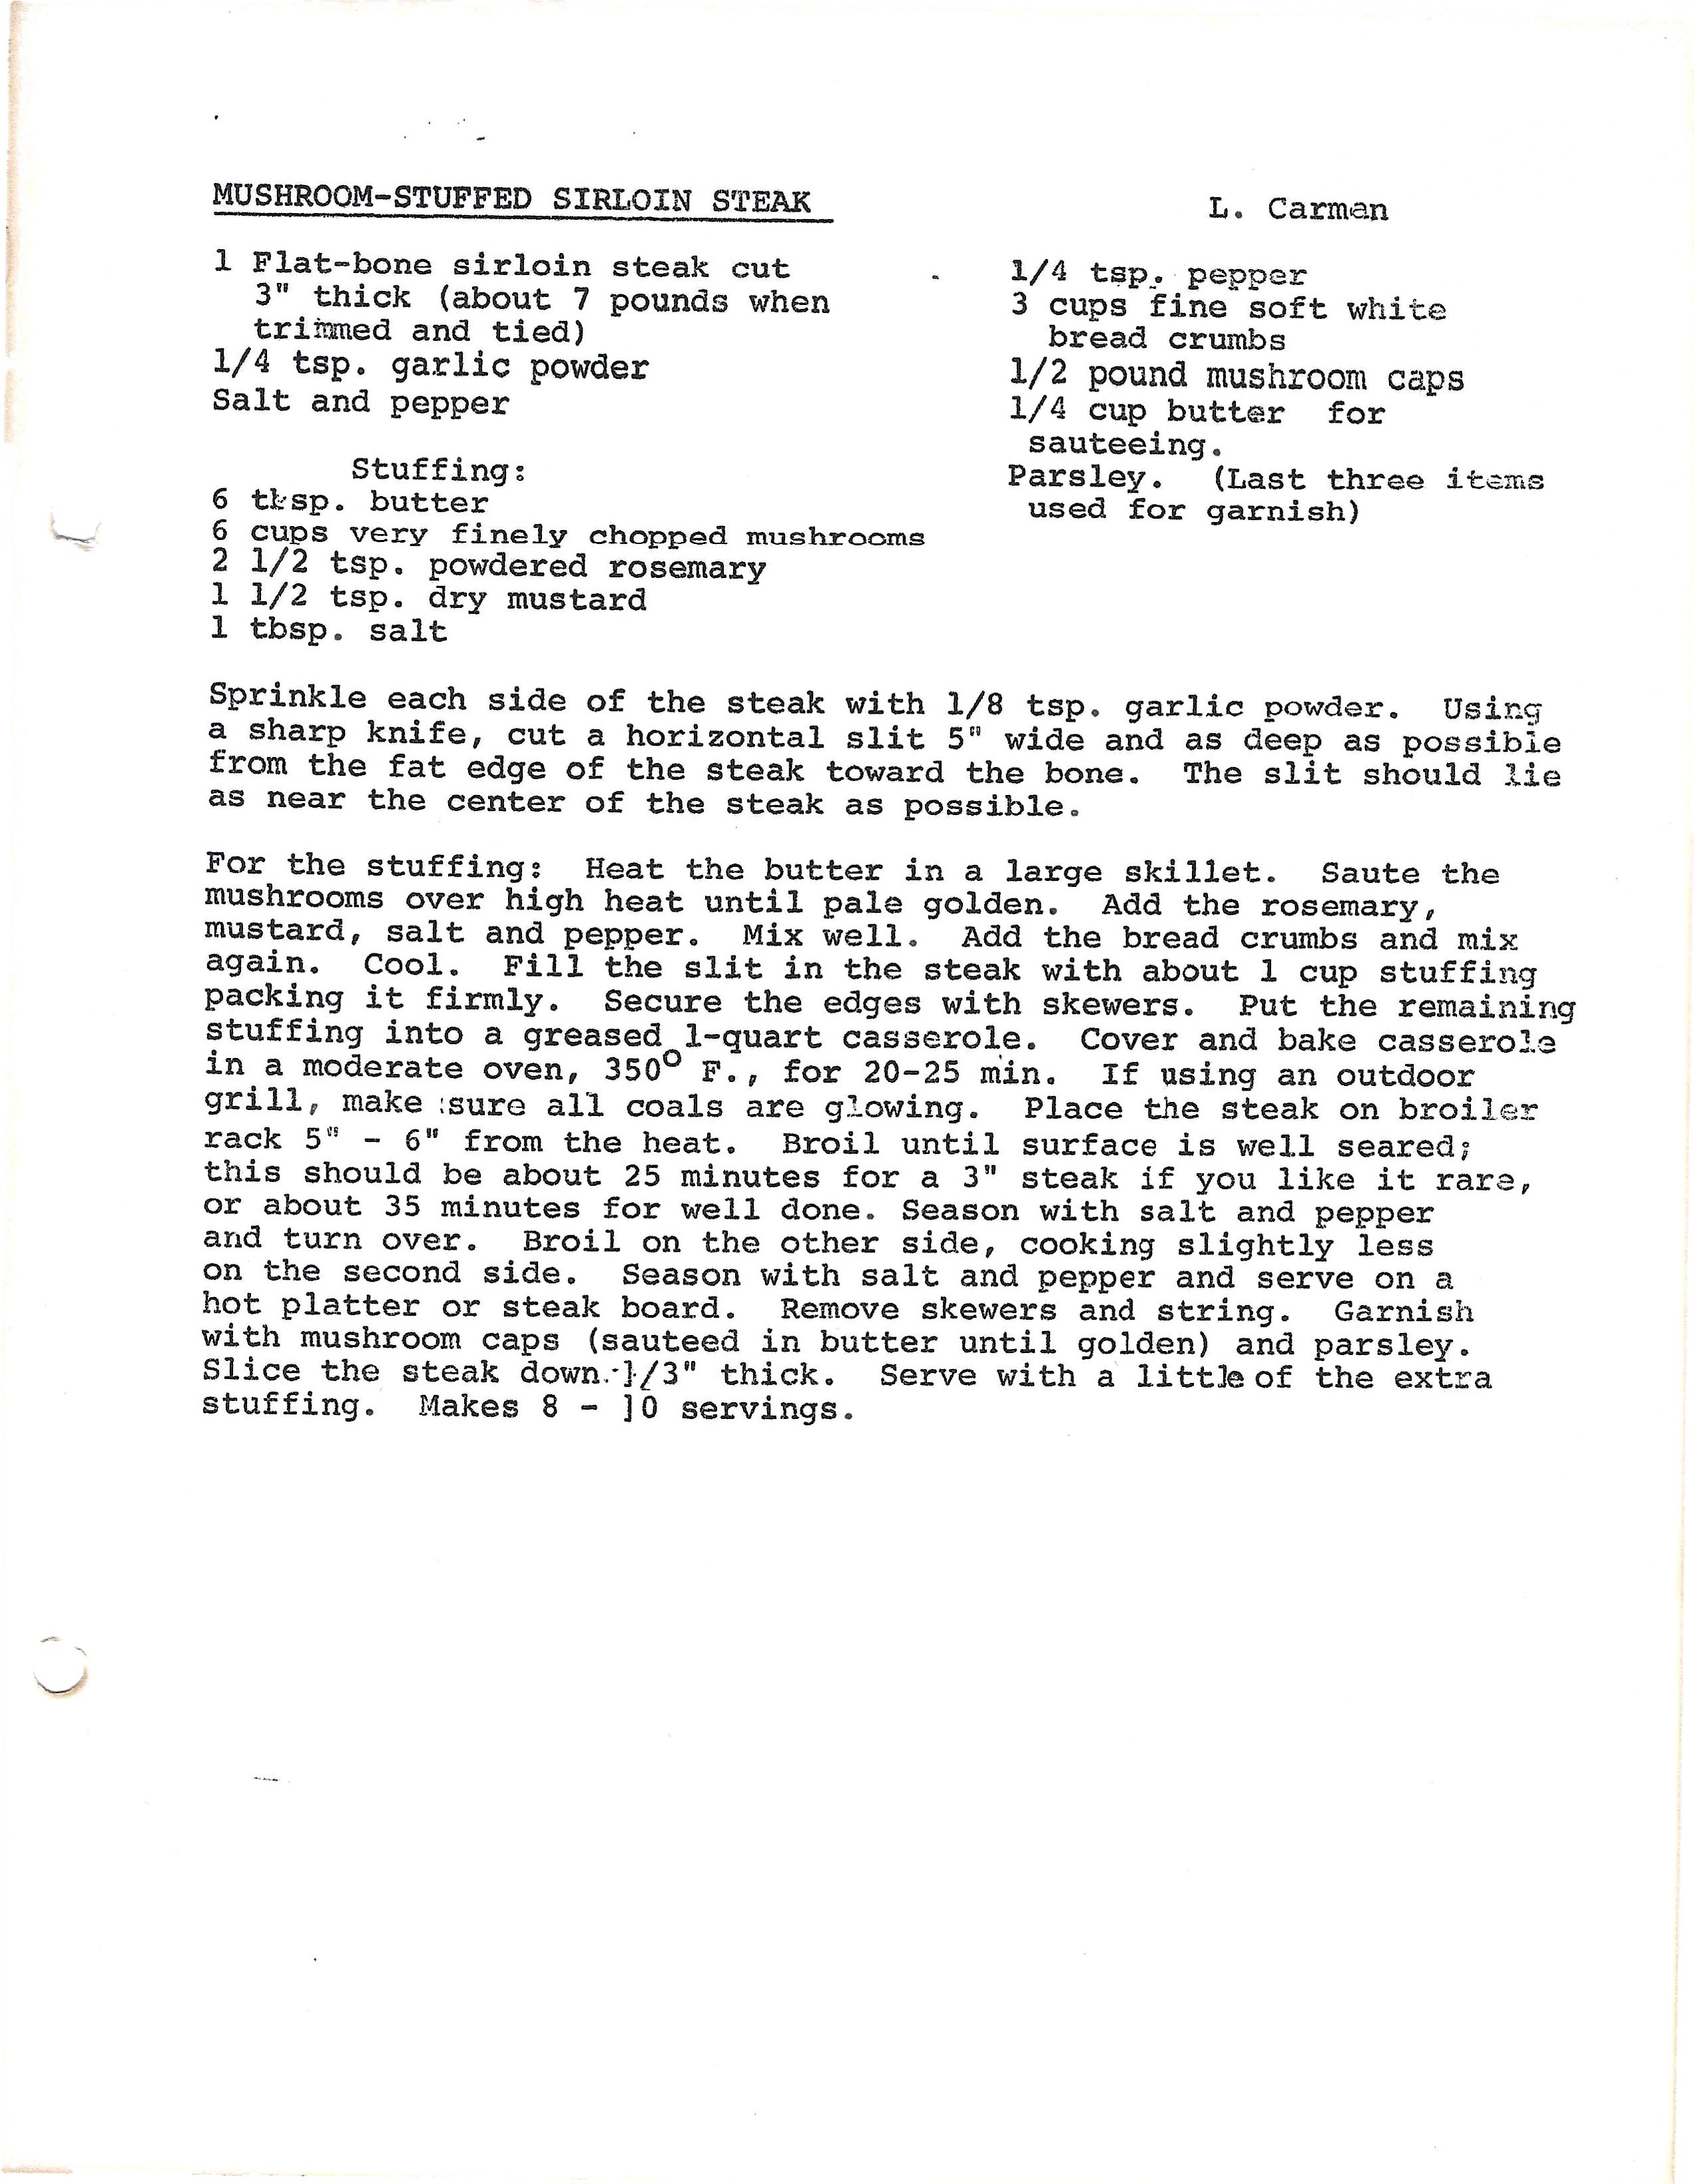 MUSHROOM-STUFFED SIRLOIN STEAK
L. Carman
1 Flat-bone sirloin steak cut
3" thick (about 7 pounds when
trimmed and tied)
1/4 tsp. garlic powder
Salt and pepper
Stuffing:
6 tbsp. butter
6 cups very finely chopped mushrooms
2 1/2 tsp. powdered rosemary
1 1/2 tsp. dry mustard
1 tbsp. salt
1/4 tsp. pepper
3 cups fine soft white
bread crumbs
1/2 pound mushroom caps
1/4 cup butter for
sauteeing.
Parsley. (Last three items
used for garnish)
Sprinkle each side of the steak with 1/8 tsp. garlic powder. Using
a sharp knife, cut a horizontal slit 5" wide and as deep as possible
from the fat edge of the steak toward the bone. The slit should lie
as near the center of the steak as possible.
For the stuffing: Heat the butter in a large skillet. Saute the
mushrooms over high heat until pale golden. Add the rosemary,
mustard, salt and pepper. Mix well. Add the bread crumbs and mix
again. Cool. Fill the slit in the steak with about 1 cup stuffing
packing it firmly. Secure the edges with skewers. Put the remaining
stuffing into a greased 1-quart casserole. Cover and bake casserole
in a moderate oven, 350° F., for 20-25 min. If using an outdoor
grill, make sure all coals are glowing. Place the steak on broiler
rack 5" - 6" from the heat. Broil until surface is well seared;
this should be about 25 minutes for a 3" steak if you like it rare,
or about 35 minutes for well done. Season with salt and pepper
and turn over. Broil on the other side, cooking slightly less
on the second side. Season with salt and pepper and serve on a
hot platter or steak board. Remove skewers and string. Garnish
with mushroom caps (sauteed in butter until golden) and parsley.
Slice the steak down 1/3" thick. Serve with a little of the extra
stuffing. Makes 8 - 10 servings.